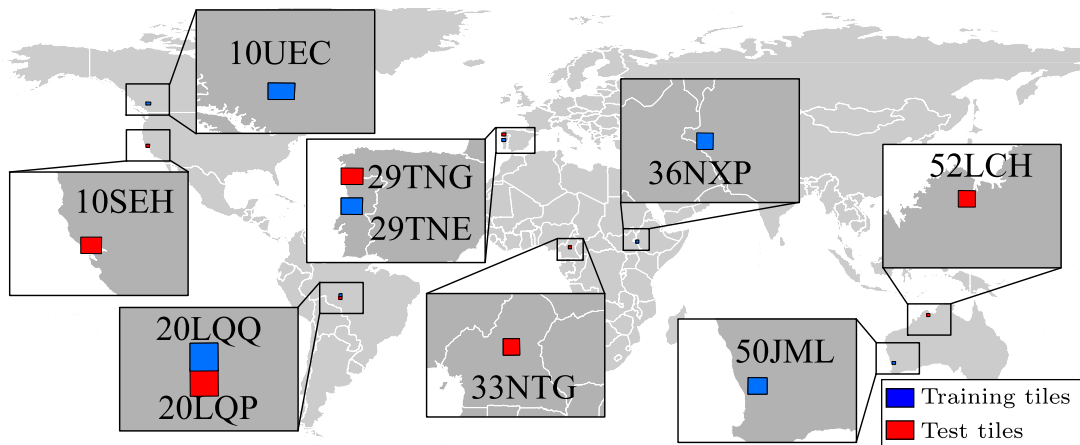 10UEC
36NXP
52LCH
10SEH
29TNG
29TNE
20LQQ
20LQP
33NTG
50JML
Training tiles
Test tiles